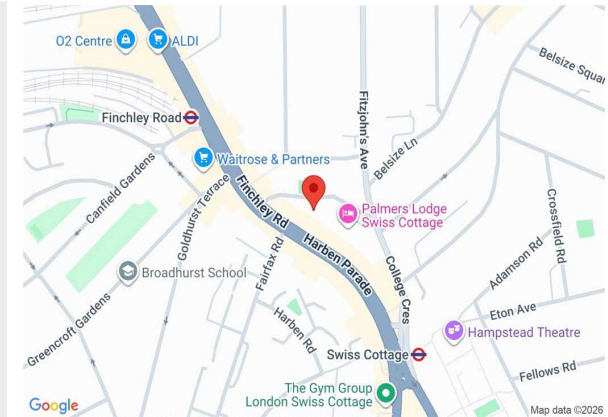 O2 Centre
ALDI
Belsize Squar
Finchley Road
Fitzjohn's Ave
Belsize Ln
Waitrose & Partners
Canfield Gardens
Goldhurst Terrace
Finchley Rd
Palmers Lodge
Swiss Cottage
Crossfield Rd
Harben Parade
Fairfax Rd
Broadhurst School
College Cres
Adamson Rd
Greencroft Gardens
Harben Rd
Eton Ave
Hampstead Theatre
Swiss Cottage
Fellows Rd
The Gym Group
London Swiss Cottage
Google
Map data ©2026